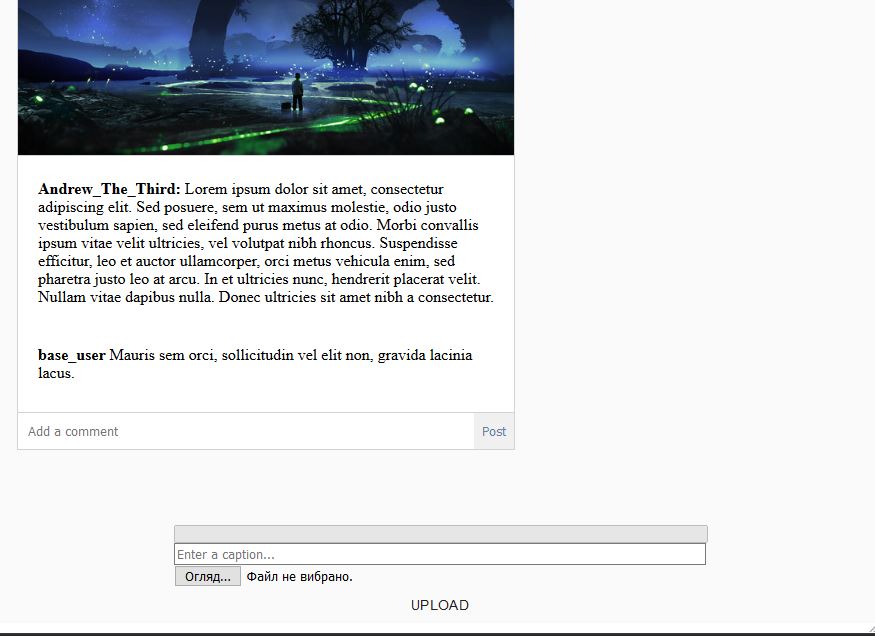 Andrew_The_Third: Lorem ipsum dolor sit amet, consectetur
adipiscing elit. Sed posuere, sem ut maximus molestie, odio justo
vestibulum sapien, sed eleifend purus metus at odio. Morbi convallis
ipsum vitae velit ultricies, vel volutpat nibh rhoncus. Suspendisse
efficitur, leo et auctor ullamcorper, orci metus vehicula enim, sed
pharetra justo leo at arcu. In et ultricies nunc, hendrerit placerat velit.
Nullam vitae dapibus nulla. Donec ultricies sit amet nibh a consectetur.
base_user Mauris sem orci, sollicitudin vel elit non, gravida lacinia
lacus.
Add a comment Post
Enter a caption...
Огляд... Файл не вибрано.
UPLOAD